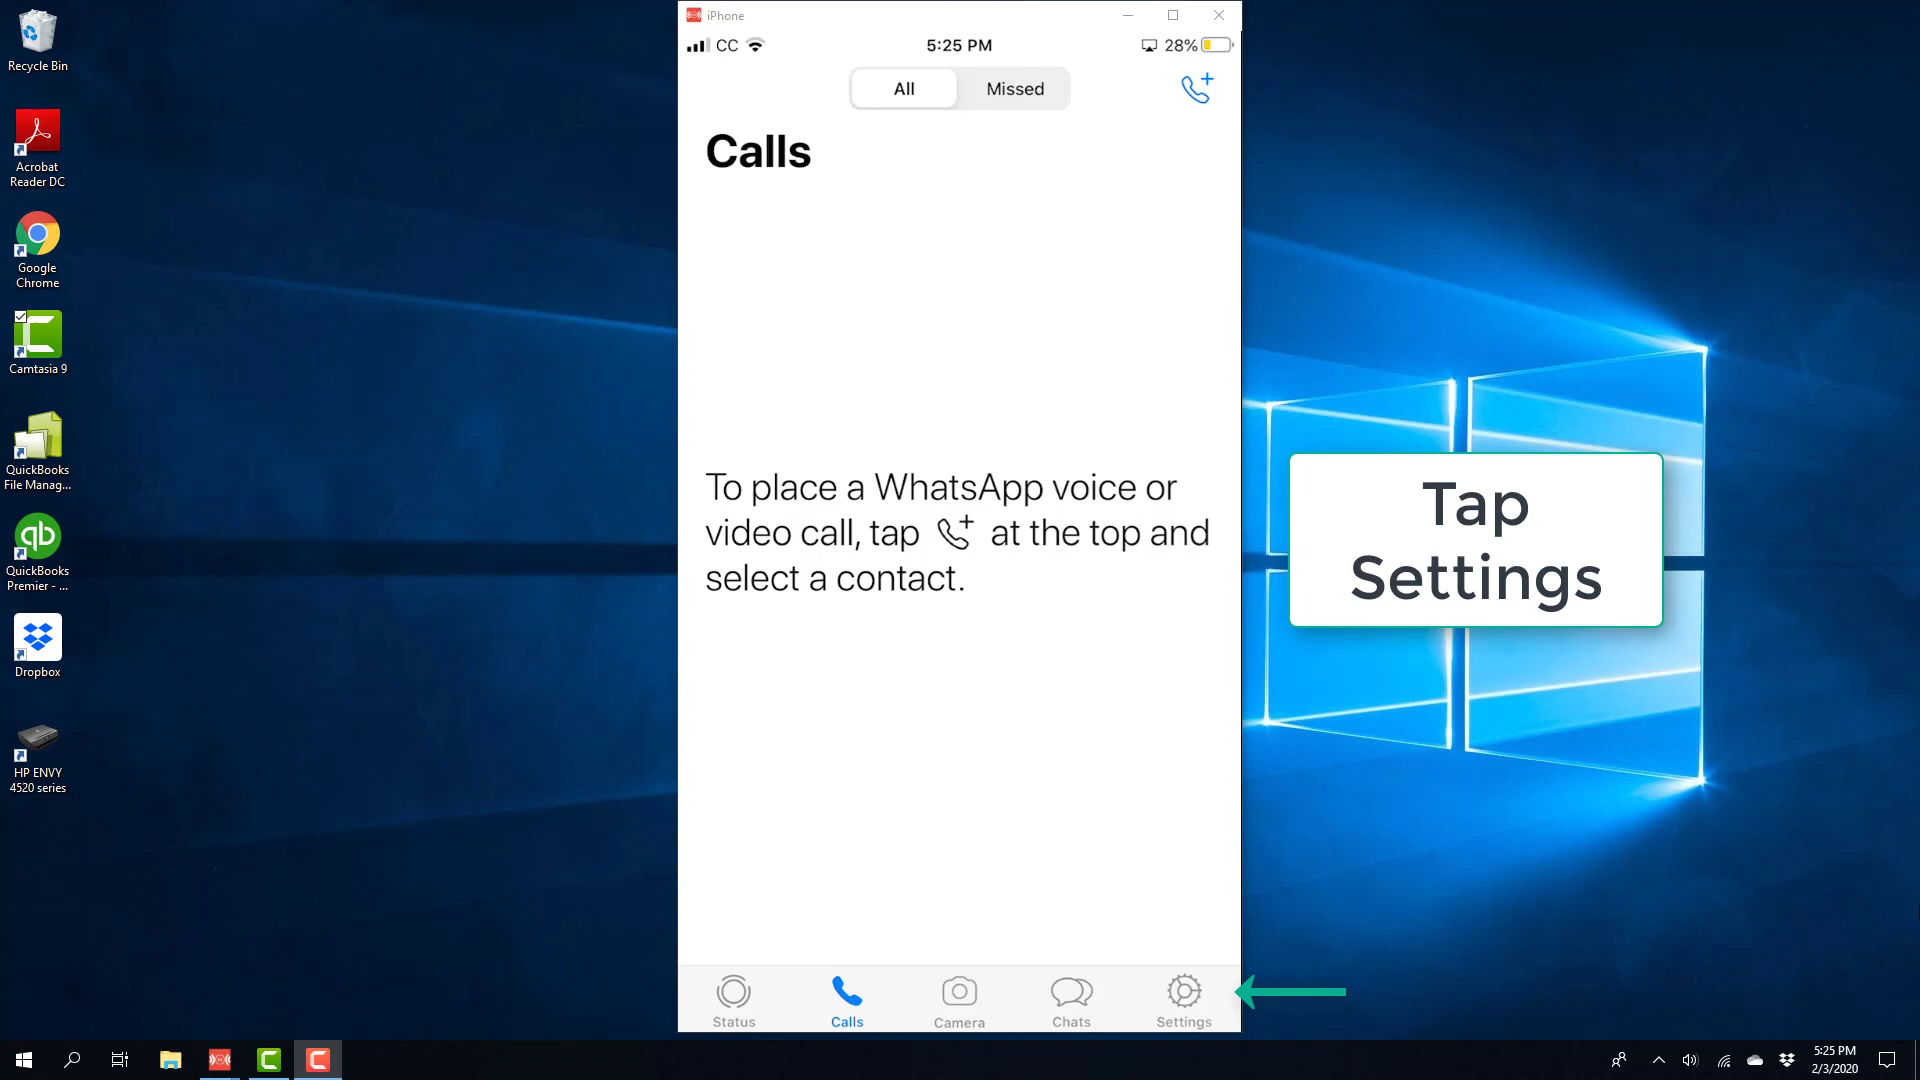 Recycle Bin
Acrobat
Reader DC
Google
Chrome
Camtasia 9
QuickBooks
File Manag...
qb
QuickBooks
Premier - ...
Dropbox
HP ENVY
4520 series
iPhone
CC
5:25 PM
28%
All
Missed
Calls
To place a WhatsApp voice or
video call, tap at the top and
select a contact.
Status
Calls
Camera
Chats
Settings
Tap
Settings
5:25 PM
2/3/2020